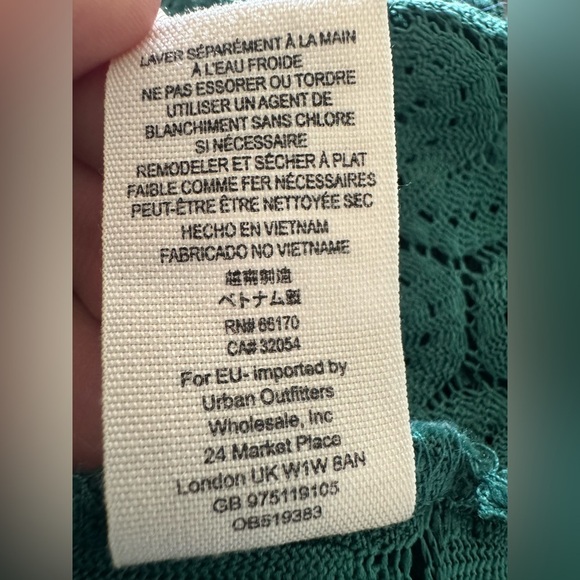 LAVER SÉPARÉMENT À LA MAIN
À L'EAU FROIDE
NE PAS ESSORER OU TORDRE
UTILISER UN AGENT DE
BLANCHIMENT SANS CHLORE
SI NÉCESSAIRE
REMODELER ET SÉCHER À PLAT
FAIBLE COMME FER NÉCESSAIRES
PEUT-ÊTRE ÊTRE NETTOYÉE SEC
HECHO EN VIETNAM
FABRICADO NO VIETNAME
越南制造
ベトナム製
RN# 66170
CA# 32054
For EU- imported by
Urban Outfitters
Wholesale, Inc
24 Market Place
London UK W1W 8AN
GB 975119105
OB519383